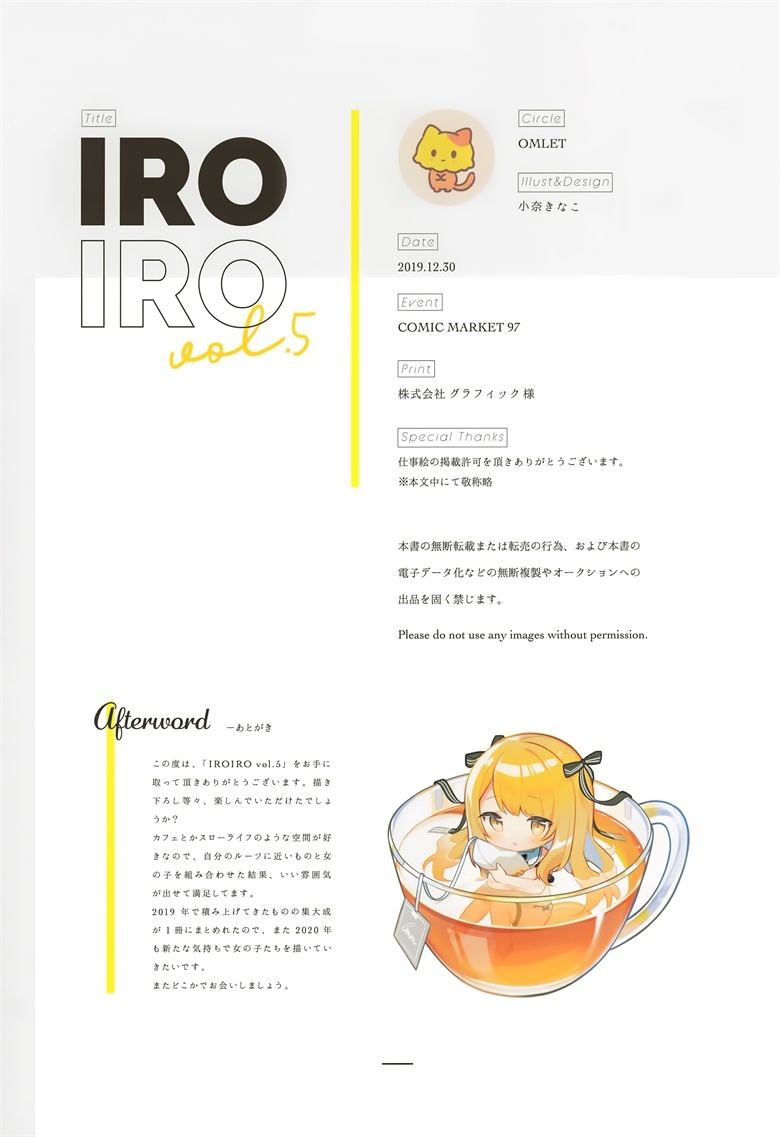 Title
IRO
IRO
vol.5
Circle
OMLET
Illust&Design
小奈きなこ
Date
2019.12.30
Event
COMIC MARKET 97
Print
株式会社 グラフィック 様
Special Thanks
仕事絵の掲載許可を頂きありがとうございます。
※本文中にて敬称略
本書の無断転載または転売の行為、および本書の
電子データ化などの無断複製やオークションへの
出品を固く禁じます。
Please do not use any images without permission.
Afterword －あとがき
この度は、「IROIRO vol.5」をお手に
取って頂きありがとうございます。描き
下ろし等々、楽しんでいただけたでしょ
うか？
カフェとかスローライフのような空間が好
きなので、自分のルーツに近いものと女
の子を組み合わせた結果、いい雰囲気
が出せて満足してます。
2019 年で積み上げてきたものの集大成
が 1 冊にまとめれたので、また 2020 年
も新たな気持ちで女の子たちを描いてい
きたいです。
またどこかでお会いしましょう。